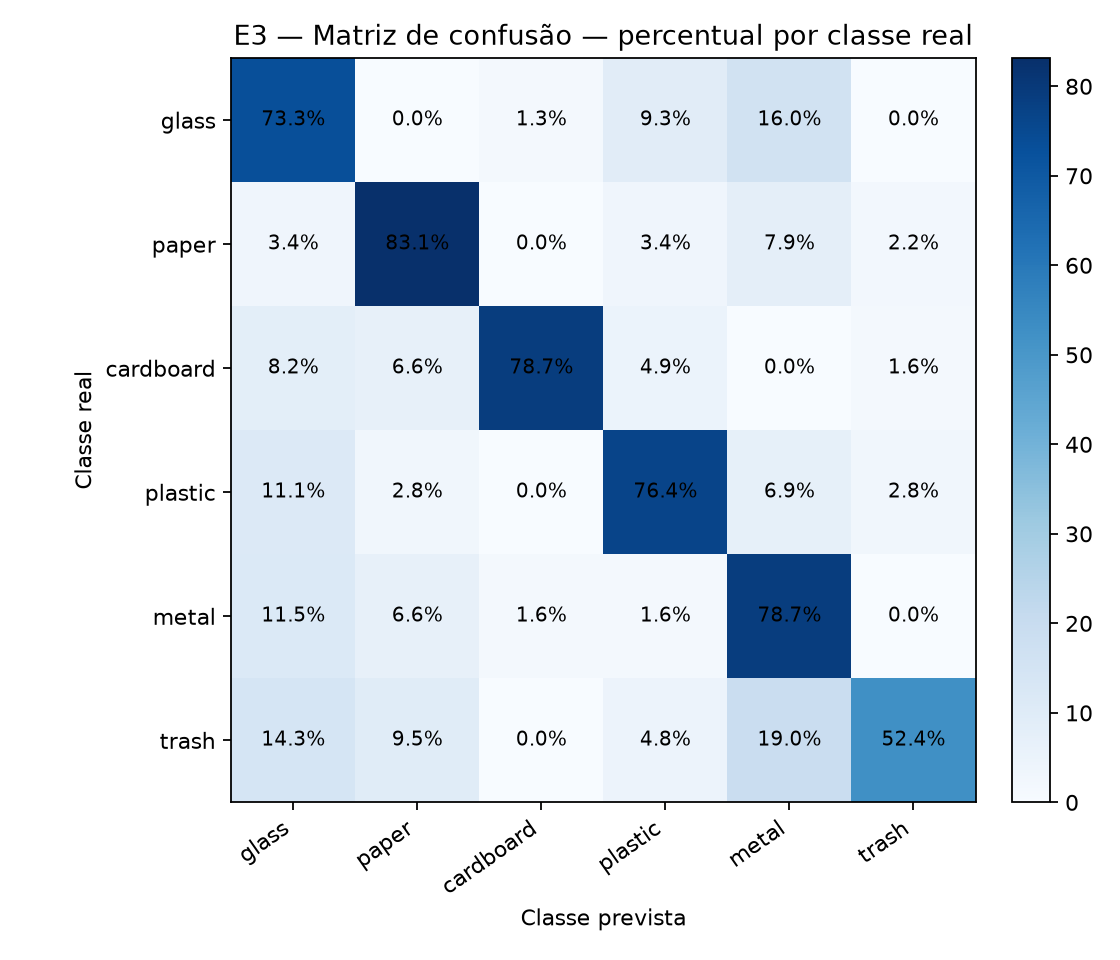 E3 — Matriz de confusão — percentual por classe real
glass 73.3% 0.0% 1.3% 9.3% 16.0% 0.0%
paper 3.4% 83.1% 0.0% 3.4% 7.9% 2.2%
cardboard 8.2% 6.6% 78.7% 4.9% 0.0% 1.6%
plastic 11.1% 2.8% 0.0% 76.4% 6.9% 2.8%
metal 11.5% 6.6% 1.6% 1.6% 78.7% 0.0%
trash 14.3% 9.5% 0.0% 4.8% 19.0% 52.4%
Classe real
glass paper cardboard plastic metal trash
Classe prevista
80
70
60
50
40
30
20
10
0